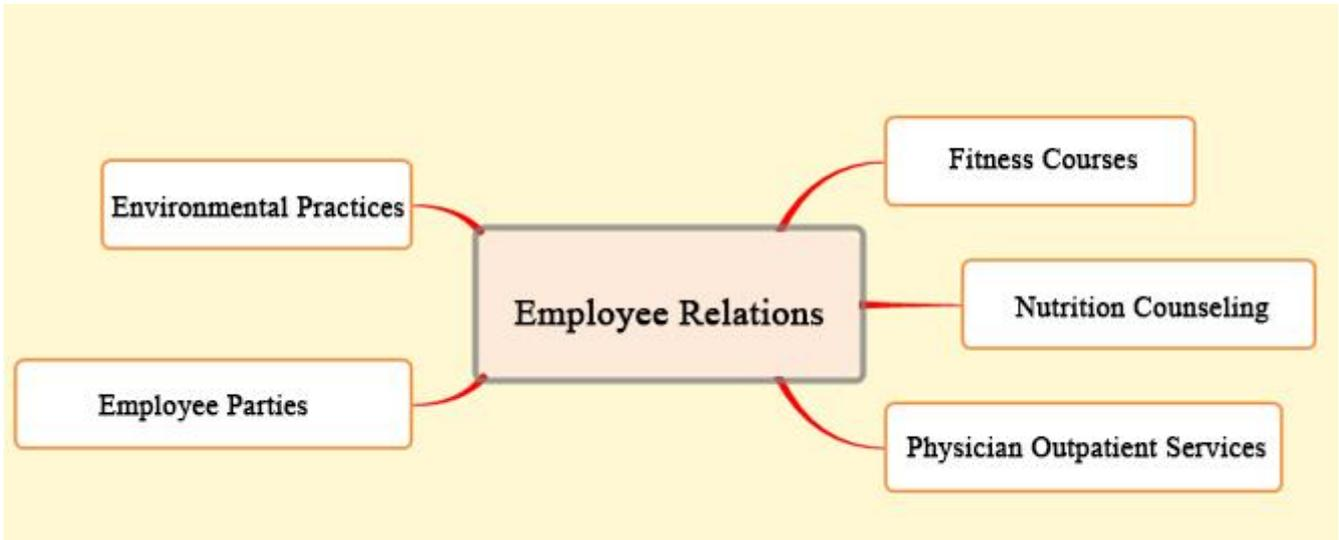 Fitness Courses
Environmental Practices
Employee Relations
Nutrition Counseling
Employee Parties
Physician Outpatient Services